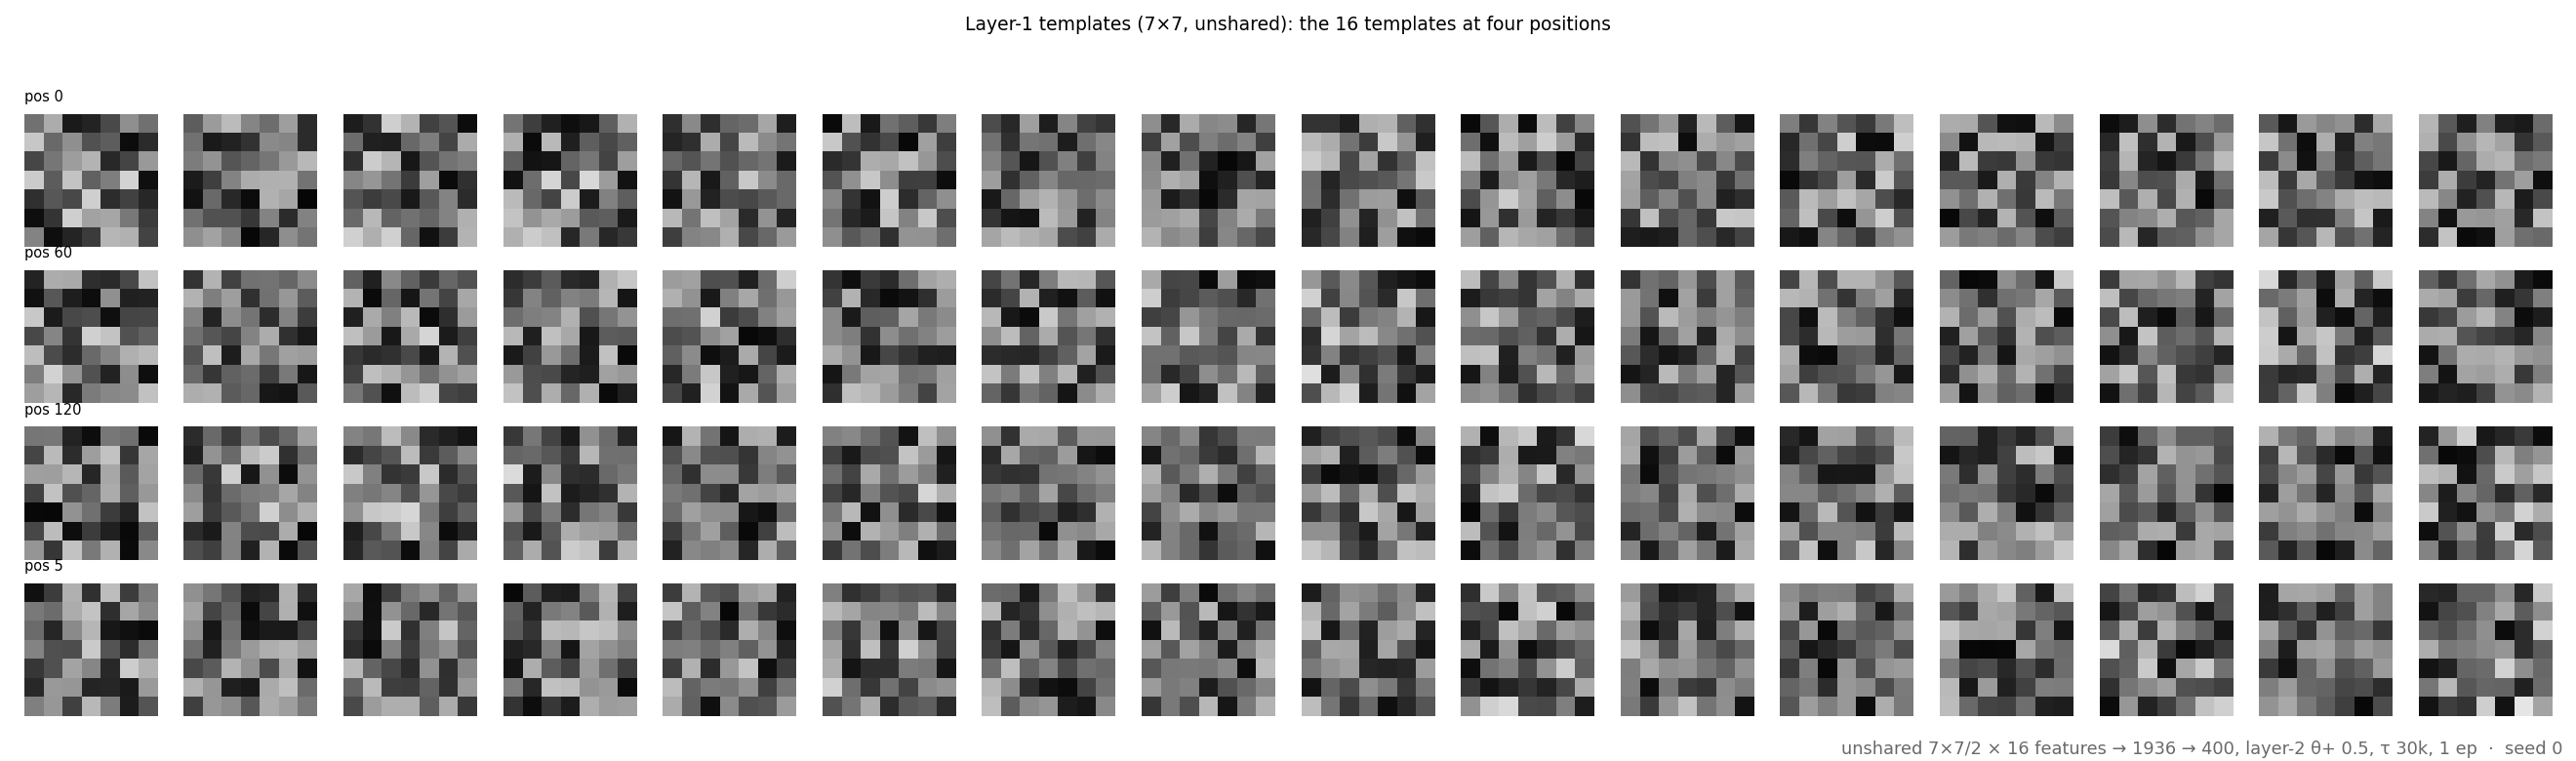 Layer-1 templates (7×7, unshared): the 16 templates at four positions
pos 0
pos 60
pos 120
pos 5
unshared 7×7/2 × 16 features → 1936 → 400, layer-2 θ+ 0.5, τ 30k, 1 ep · seed 0